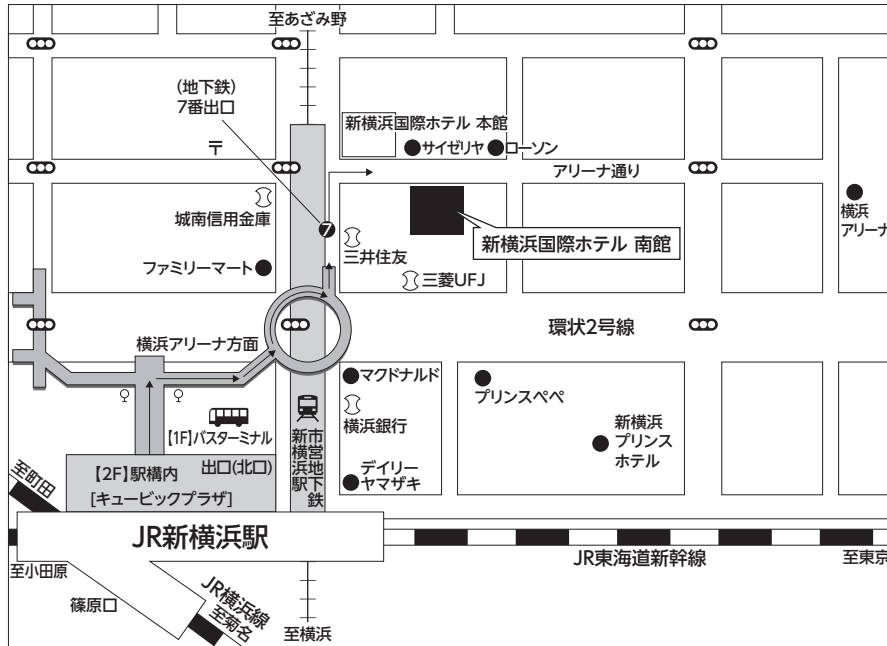 至あざみ野
(地下鉄)
7番出口
〒
新横浜国際ホテル 本館
サイゼリヤ
ローソン
アリーナ通り
横浜
アリーナ
城南信用金庫
7
三井住友
新横浜国際ホテル 南館
ファミリーマート
三菱UFJ
環状2号線
横浜アリーナ方面
マクドナルド
プリンスペペ
横浜銀行
新横浜
プリンス
ホテル
【1F】バスターミナル
市営地下鉄
新横浜駅
デイリー
ヤマザキ
至町田
【2F】駅構内
出口(北口)
[キュービックプラザ]
JR新横浜駅
JR東海道新幹線
至東京
至小田原
篠原口
JR横浜線
至菊名
至横浜